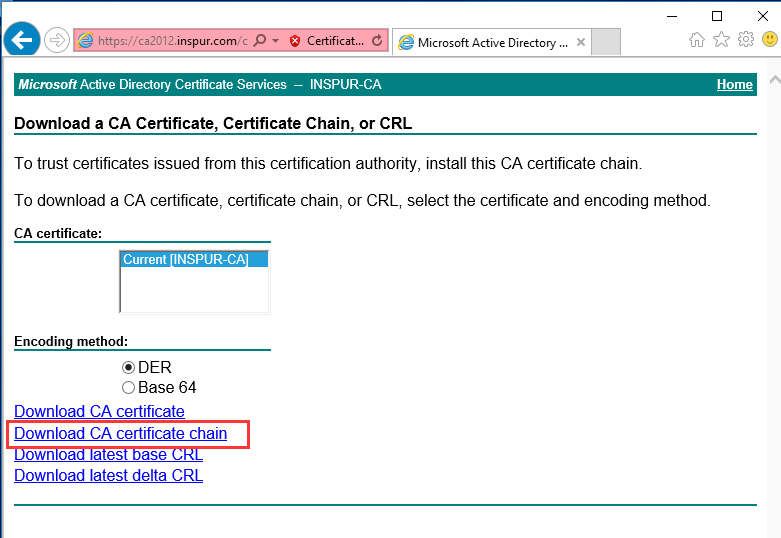 https://ca2012.inspur.com/c
Certificat...
Microsoft Active Directory ...
Microsoft Active Directory Certificate Services -- INSPUR-CA
Home
Download a CA Certificate, Certificate Chain, or CRL
To trust certificates issued from this certification authority, install this CA certificate chain.
To download a CA certificate, certificate chain, or CRL, select the certificate and encoding method.
CA certificate:
Current [INSPUR-CA]
Encoding method:
DER
Base 64
Download CA certificate
Download CA certificate chain
Download latest base CRL
Download latest delta CRL